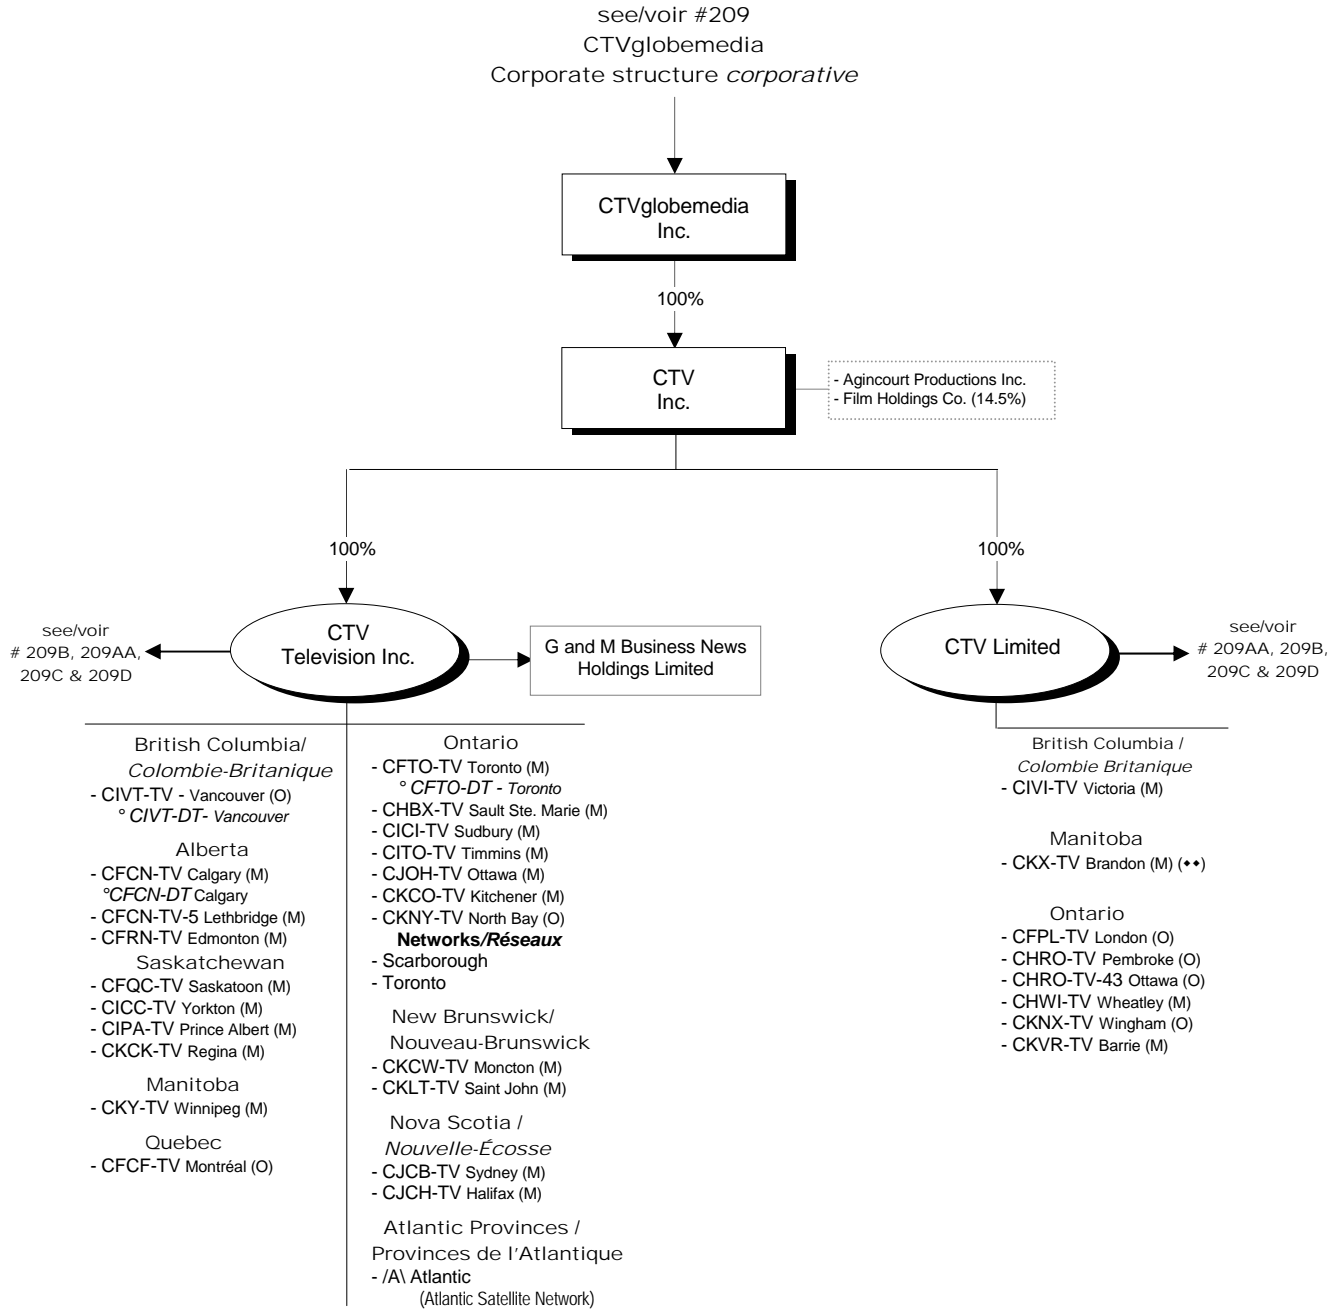 see/voir #209
CTVglobemedia
Corporate structure corporative
CTVglobemedia
Inc.
100%
CTV
Inc.
- Agincourt Productions Inc.
- Film Holdings Co. (14.5%)
100%
100%
see/voir
# 209B, 209AA,
209C & 209D
CTV
Television Inc.
G and M Business News
Holdings Limited
CTV Limited
see/voir
# 209AA, 209B,
209C & 209D
British Columbia/
Colombie-Britanique
- CIVT-TV - Vancouver (O)
° CIVT-DT- Vancouver
Alberta
- CFCN-TV Calgary (M)
°CFCN-DT Calgary
- CFCN-TV-5 Lethbridge (M)
- CFRN-TV Edmonton (M)
Saskatchewan
- CFQC-TV Saskatoon (M)
- CICC-TV Yorkton (M)
- CIPA-TV Prince Albert (M)
- CKCK-TV Regina (M)
Manitoba
- CKY-TV Winnipeg (M)
Quebec
- CFCF-TV Montréal (O)
Ontario
- CFTO-TV Toronto (M)
° CFTO-DT - Toronto
- CHBX-TV Sault Ste. Marie (M)
- CICI-TV Sudbury (M)
- CITO-TV Timmins (M)
- CJOH-TV Ottawa (M)
- CKCO-TV Kitchener (M)
- CKNY-TV North Bay (O)
Networks/Réseaux
- Scarborough
- Toronto
New Brunswick/
Nouveau-Brunswick
- CKCW-TV Moncton (M)
- CKLT-TV Saint John (M)
Nova Scotia /
Nouvelle-Écosse
- CJCB-TV Sydney (M)
- CJCH-TV Halifax (M)
Atlantic Provinces /
Provinces de l'Atlantique
- /A\ Atlantic
(Atlantic Satellite Network)
British Columbia /
Colombie Britanique
- CIVI-TV Victoria (M)
Manitoba
- CKX-TV Brandon (M) (⬥⬥)
Ontario
- CFPL-TV London (O)
- CHRO-TV Pembroke (O)
- CHRO-TV-43 Ottawa (O)
- CHWI-TV Wheatley (M)
- CKNX-TV Wingham (O)
- CKVR-TV Barrie (M)